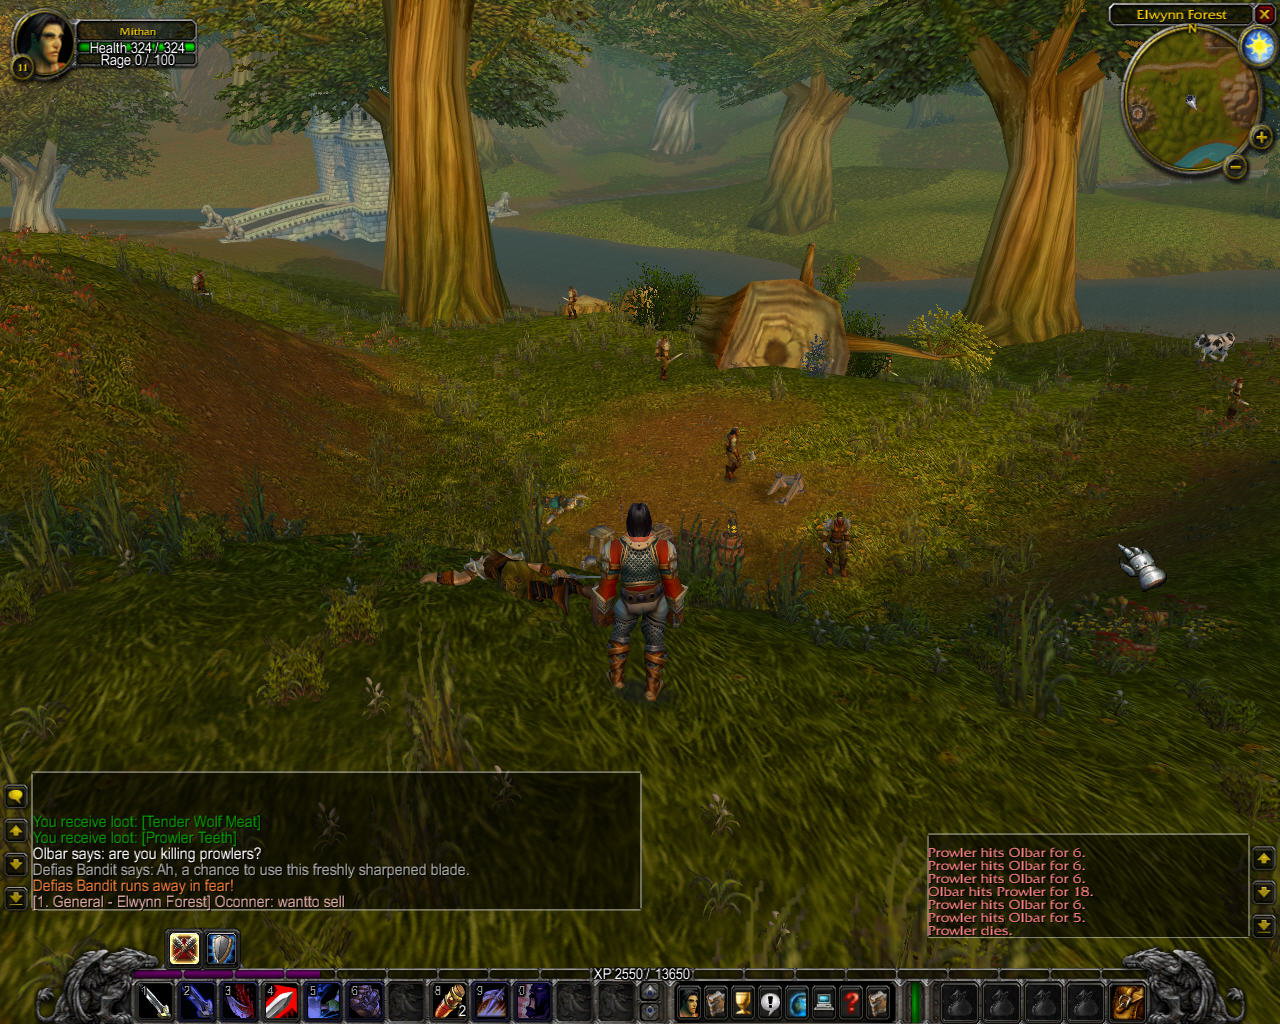 Mithan
Health 324 / 324
Rage 0 / 100
11
Elwynn Forest
N
You receive loot: [Tender Wolf Meat]
You receive loot: [Prowler Teeth]
Olbar says: are you killing prowlers?
Defias Bandit says: Ah, a chance to use this freshly sharpened blade.
Defias Bandit runs away in fear!
[1. General - Elwynn Forest] Oconner: wantto sell
Prowler hits Olbar for 6.
Prowler hits Olbar for 6.
Prowler hits Olbar for 6.
Olbar hits Prowler for 18.
Prowler hits Olbar for 6.
Prowler hits Olbar for 5.
Prowler dies.
XP 2550 / 13650
1 2 3 4 5 6 8 2 9 0